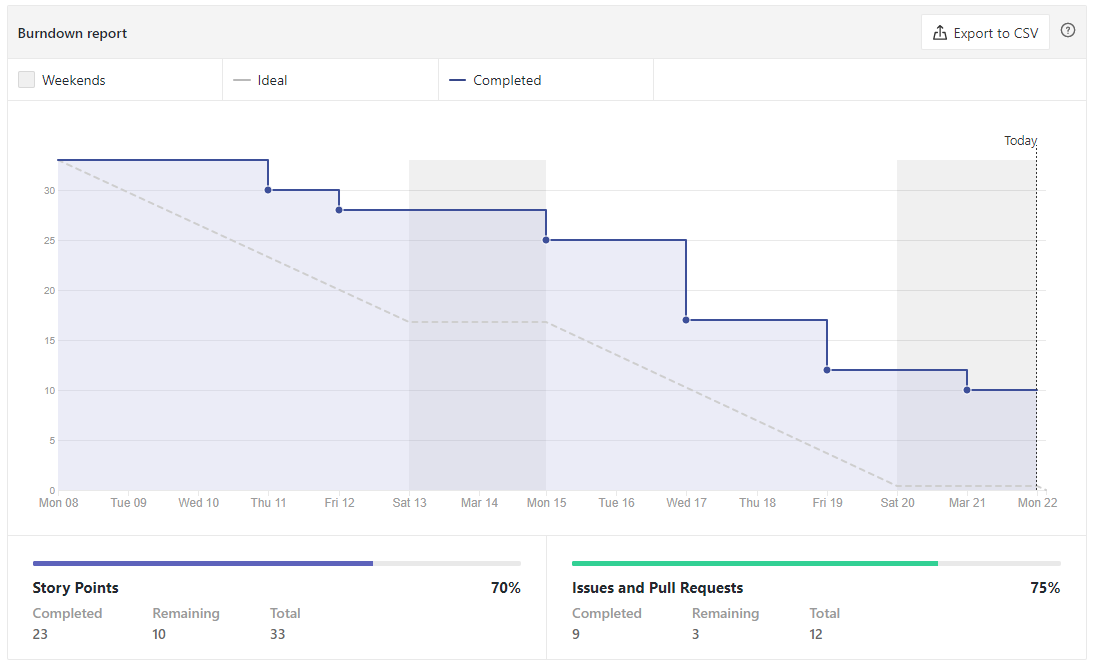 Burndown report
Export to CSV
?
Weekends
Ideal
Completed
Today
30
25
20
15
10
5
0
Mon 08 Tue 09 Wed 10 Thu 11 Fri 12 Sat 13 Mar 14 Mon 15 Tue 16 Wed 17 Thu 18 Fri 19 Sat 20 Mar 21 Mon 22
Story Points 70%
Completed Remaining Total
23 10 33
Issues and Pull Requests 75%
Completed Remaining Total
9 3 12